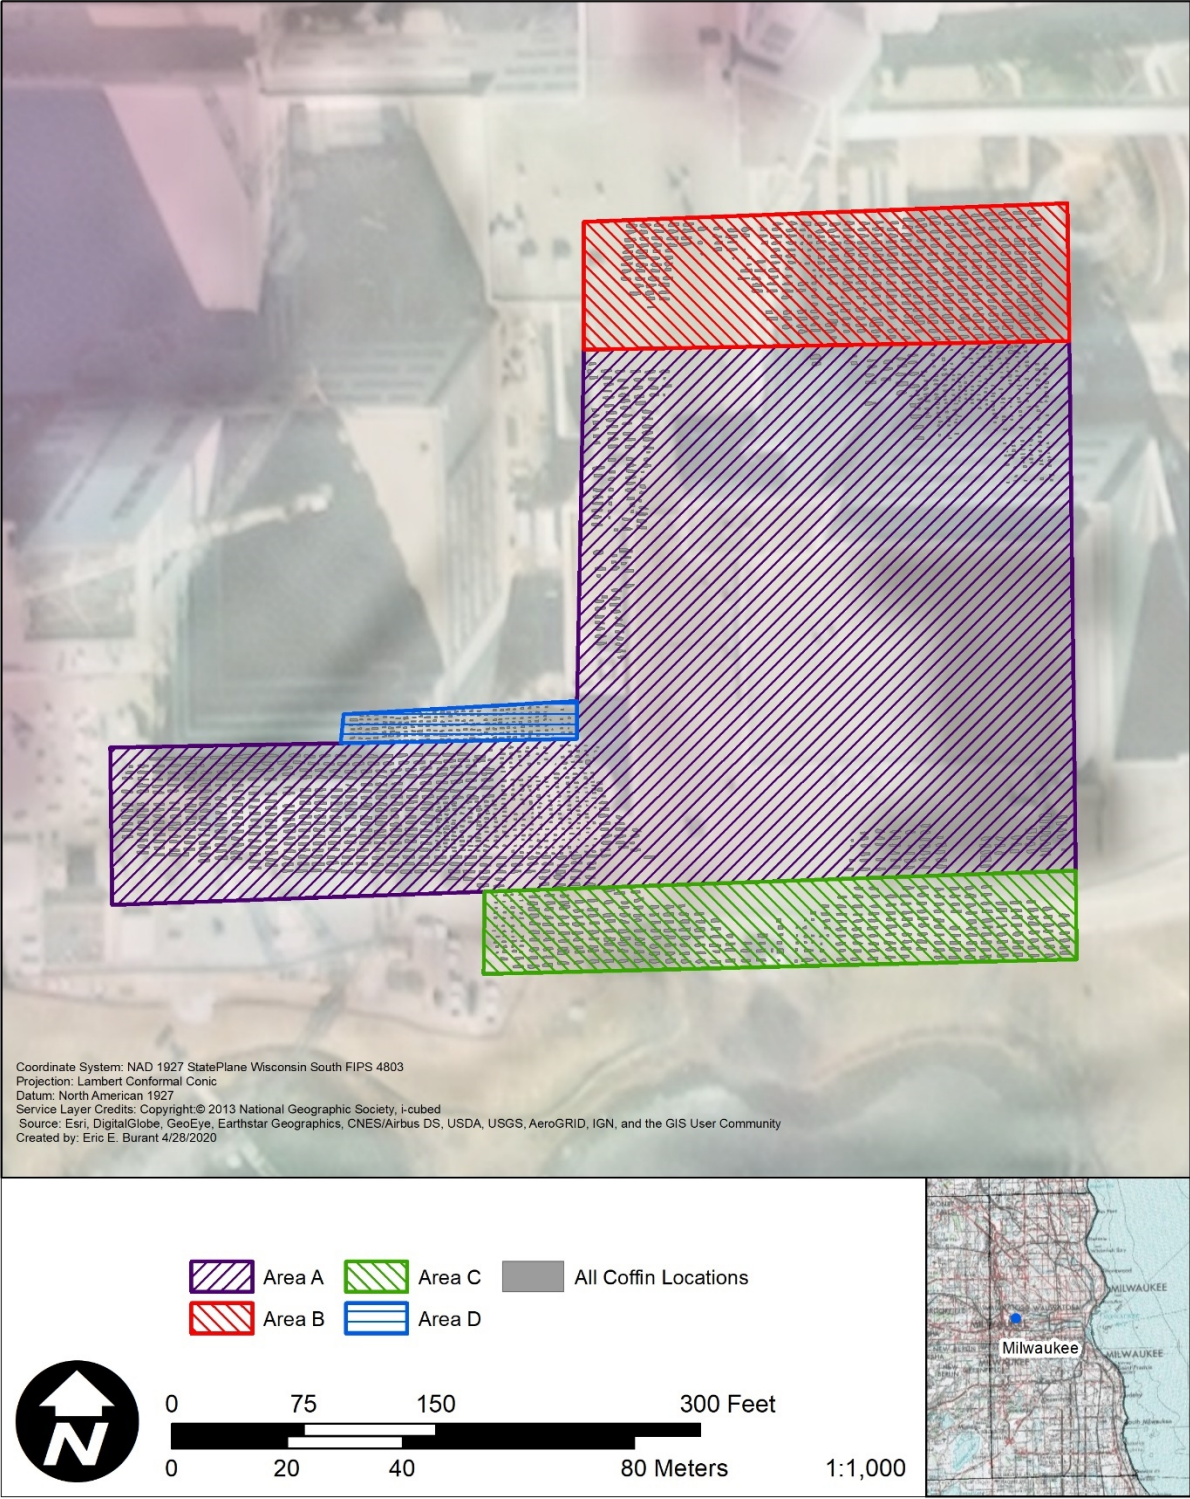 Coordinate System: NAD 1927 StatePlane Wisconsin South FIPS 4803
Projection: Lambert Conformal Conic
Datum: North American 1927
Service Layer Credits: Copyright:© 2013 National Geographic Society, i-cubed
Source: Esri, DigitalGlobe, GeoEye, Earthstar Geographics, CNES/Airbus DS, USDA, USGS, AeroGRID, IGN, and the GIS User Community
Created by: Eric E. Burant 4/28/2020
Area A
Area C
All Coffin Locations
Area B
Area D
N
0 75 150 300 Feet
0 20 40 80 Meters
1:1,000
MILWAUKEE
Milwaukee
MILWAUKEE
MILWAUKEE